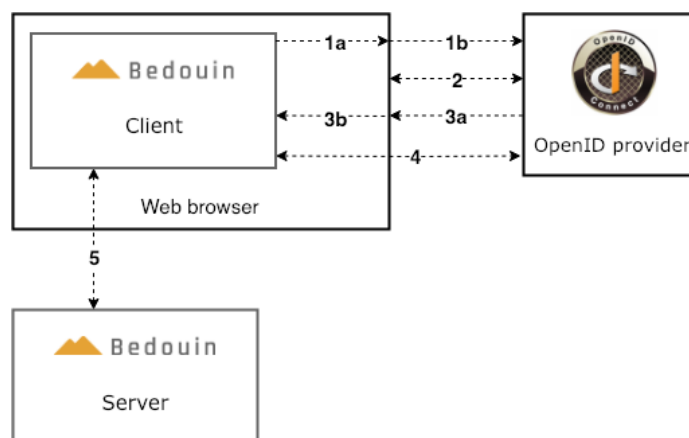 1a
1b
OpenID
Connect
Bedouin
2
Client
3b
3a
OpenID provider
4
Web browser
5
Bedouin
Server